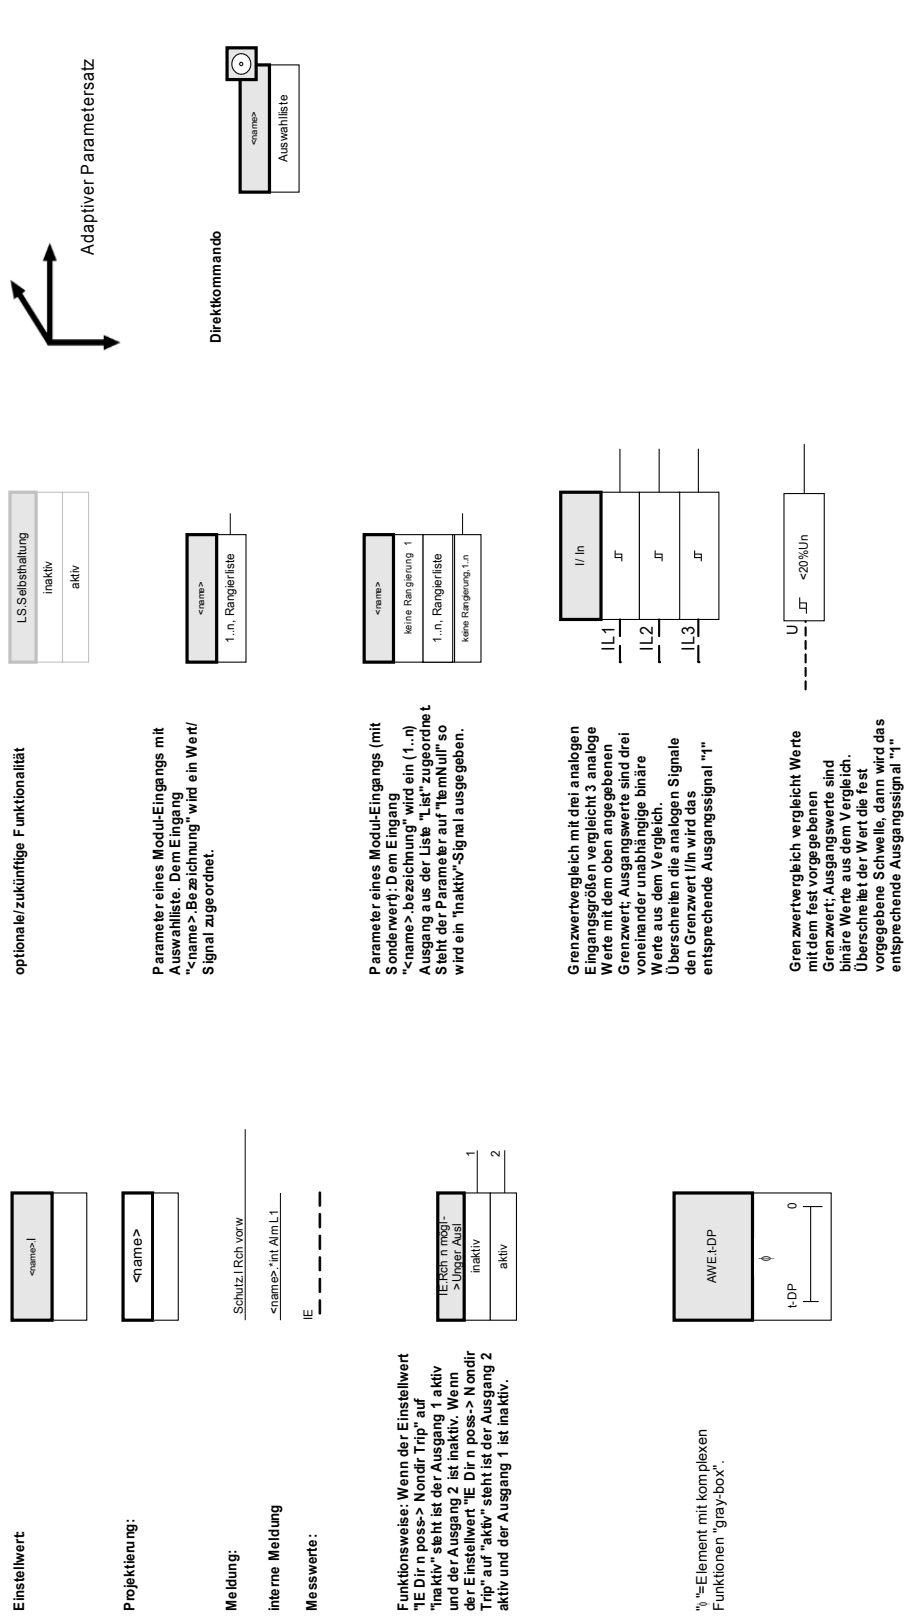 Einstellwert
<name>.I
Projektierung:
<name>
Meldung:
Schutz.I Rch vorw
interne Meldung
<name>.*int Alm L1
Messwerte:
IE
Funktionsweise: Wenn der Einstellwert
"IE Dir n poss-> Nondir Trip" auf
"inaktiv" steht ist der Ausgang 1 aktiv
und der Ausgang 2 ist inaktiv. Wenn
der Einstellwert "IE Dir n poss-> Nondir
Trip" auf "aktiv" steht ist der Ausgang 2
aktiv und der Ausgang 1 ist inaktiv.
IE.Rch n mögl-
>Unger Ausl
inaktiv
aktiv
1
2
"ϕ"=Element mit komplexen
Funktionen "gray-box".
AWE.t-DP
ϕ
t-DP
0
optionale/zukünftige Funktionalität
LS.Selbsthaltung
inaktiv
aktiv
Parameter eines Modul-Eingangs mit
Auswahlliste. Dem Eingang
"<name>.Bezeichnung" wird ein Wert/
Signal zugeordnet.
<name>
1..n, Rangierliste
Parameter eines Modul-Eingangs (mit
Sonderwert): Dem Eingang
"<name>.bezeichnung" wird ein (1..n)
Ausgang aus der Liste "List" zugeordnet.
Steht der Parameter auf "ItemNull" so
wird ein "Inaktiv"-Signal ausgegeben.
<name>
keine Rangierung 1
1..n, Rangierliste
keine Rangierung,1..n
Grenzwertvergleich mit drei analogen
Eingangsgrößen vergleicht 3 analoge
Werte mit dem oben angegebenen
Grenzwert; Ausgangswerte sind drei
voneinander unabhängige binäre
Werte aus dem Vergleich.
Überschreiten die analogen Signale
den Grenzwert I/In wird das
entsprechende Ausgangssignal "1"
I/ In
IL1
IL2
IL3
Grenzwertvergleich vergleicht Werte
mit dem fest vorgegebenen
Grenzwert; Ausgangswerte sind
binäre Werte aus dem Vergleich.
Überschreitet der Wert die fest
vorgegebene Schwelle, dann wird das
entsprechende Ausgangssignal "1"
U
<20%Un
Adaptiver Parametersatz
Direktkommando
<name>
Auswahlliste